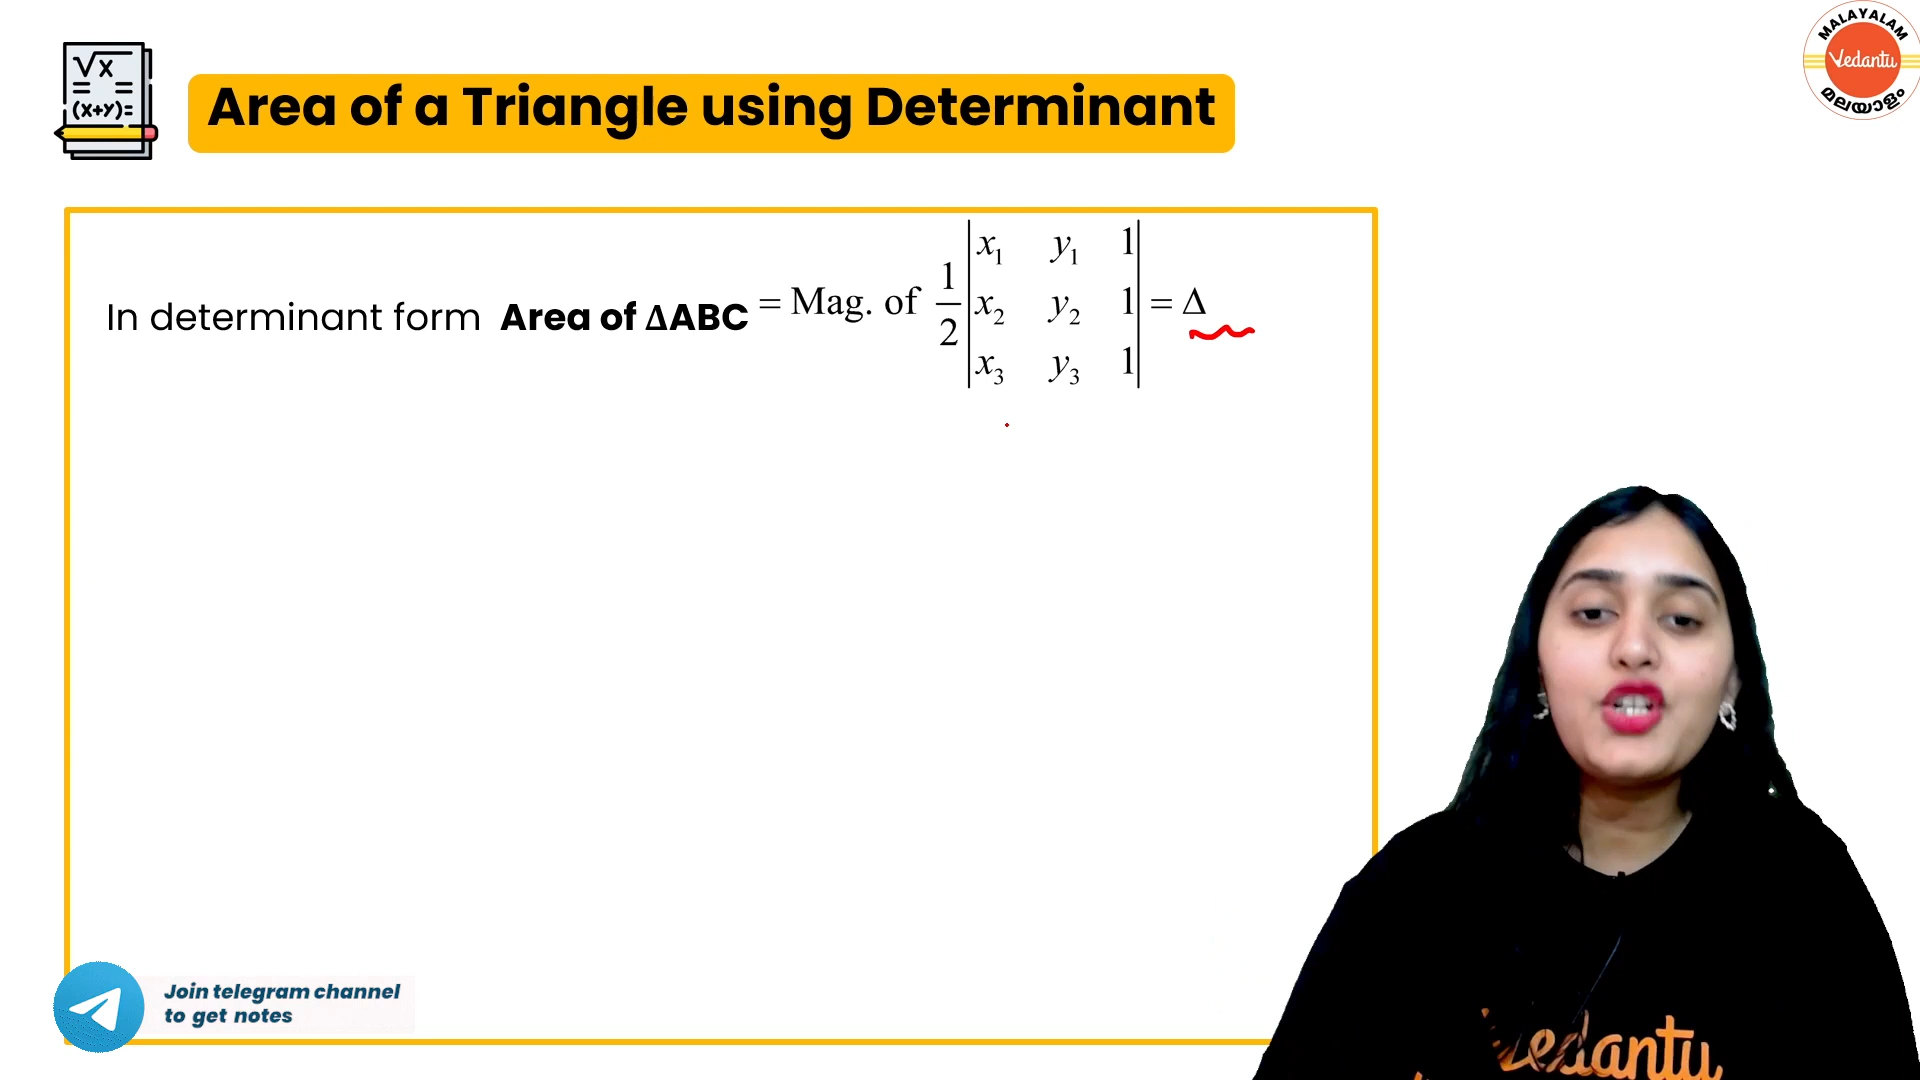 √x
= =
(x+y)=
Area of a Triangle using Determinant
MALAYALAM
Vedantu
മലയാളം
In determinant form Area of ΔABC = Mag. of 1/2 |x₁ y₁ 1; x₂ y₂ 1; x₃ y₃ 1| = Δ
Join telegram channel
to get notes
Vedantu